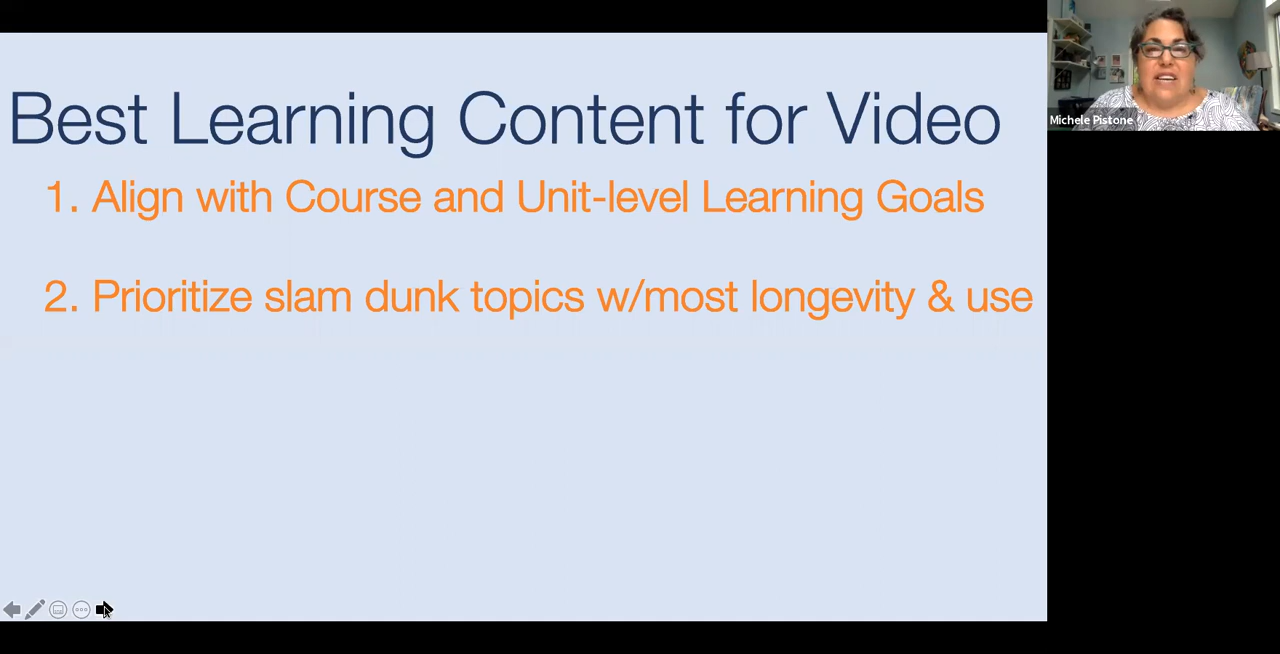 Best Learning Content for Video
1. Align with Course and Unit-level Learning Goals
2. Prioritize slam dunk topics w/most longevity & use
Michele Pistone